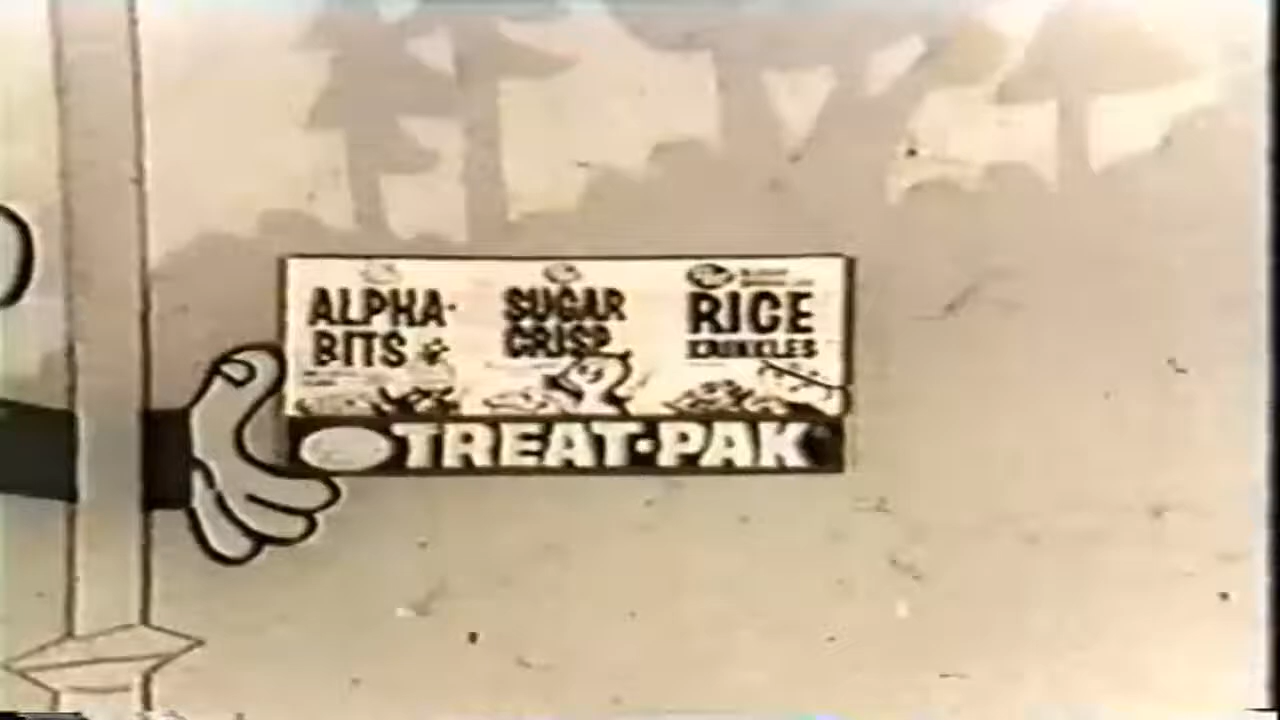 ALPHA-
BITS
SUGAR
CRISP
RICE
KRINKLES
TREAT-PAK